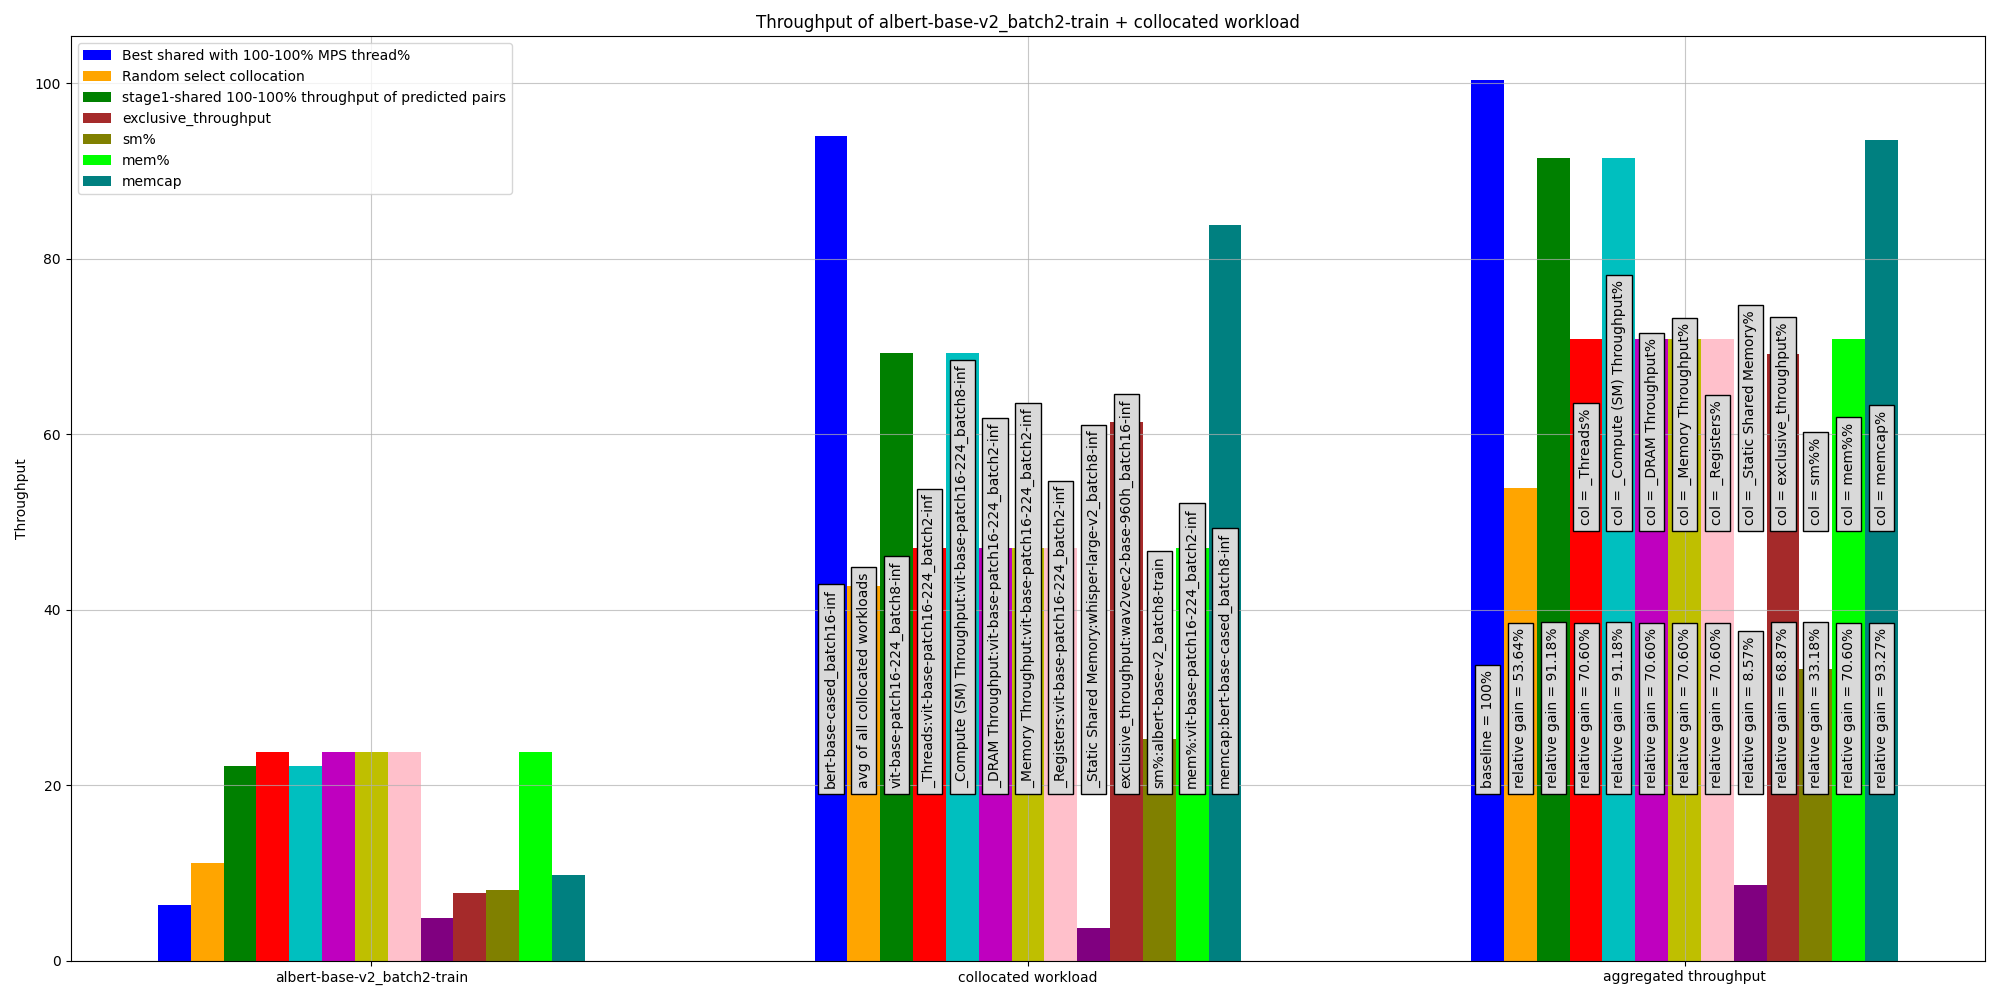 Throughput of albert-base-v2_batch2-train + collocated workload
Best shared with 100-100% MPS thread%
Random select collocation
stage1-shared 100-100% throughput of predicted pairs
exclusive_throughput
sm%
mem%
memcap
Throughput
100
80
60
40
20
0
bert-base-cased_batch16-inf
avg of all collocated workloads
vit-base-patch16-224_batch8-inf
_Threads:vit-base-patch16-224_batch2-inf
_Compute (SM) Throughput:vit-base-patch16-224_batch8-inf
_DRAM Throughput:vit-base-patch16-224_batch2-inf
_Memory Throughput:vit-base-patch16-224_batch2-inf
_Registers:vit-base-patch16-224_batch2-inf
_Static Shared Memory:whisper-large-v2_batch8-inf
exclusive_throughput:wav2vec2-base-960h_batch16-inf
sm%:albert-base-v2_batch8-train
mem%:vit-base-patch16-224_batch2-inf
memcap:bert-base-cased_batch8-inf
col = _Threads%
col = _Compute (SM) Throughput%
col = _DRAM Throughput%
col = _Memory Throughput%
col = _Registers%
col = _Static Shared Memory%
col = exclusive_throughput%
col = sm%%
col = mem%%
col = memcap%
baseline = 100%
relative gain = 53.64%
relative gain = 91.18%
relative gain = 70.60%
relative gain = 91.18%
relative gain = 70.60%
relative gain = 70.60%
relative gain = 70.60%
relative gain = 8.57%
relative gain = 68.87%
relative gain = 33.18%
relative gain = 70.60%
relative gain = 93.27%
albert-base-v2_batch2-train
collocated workload
aggregated throughput